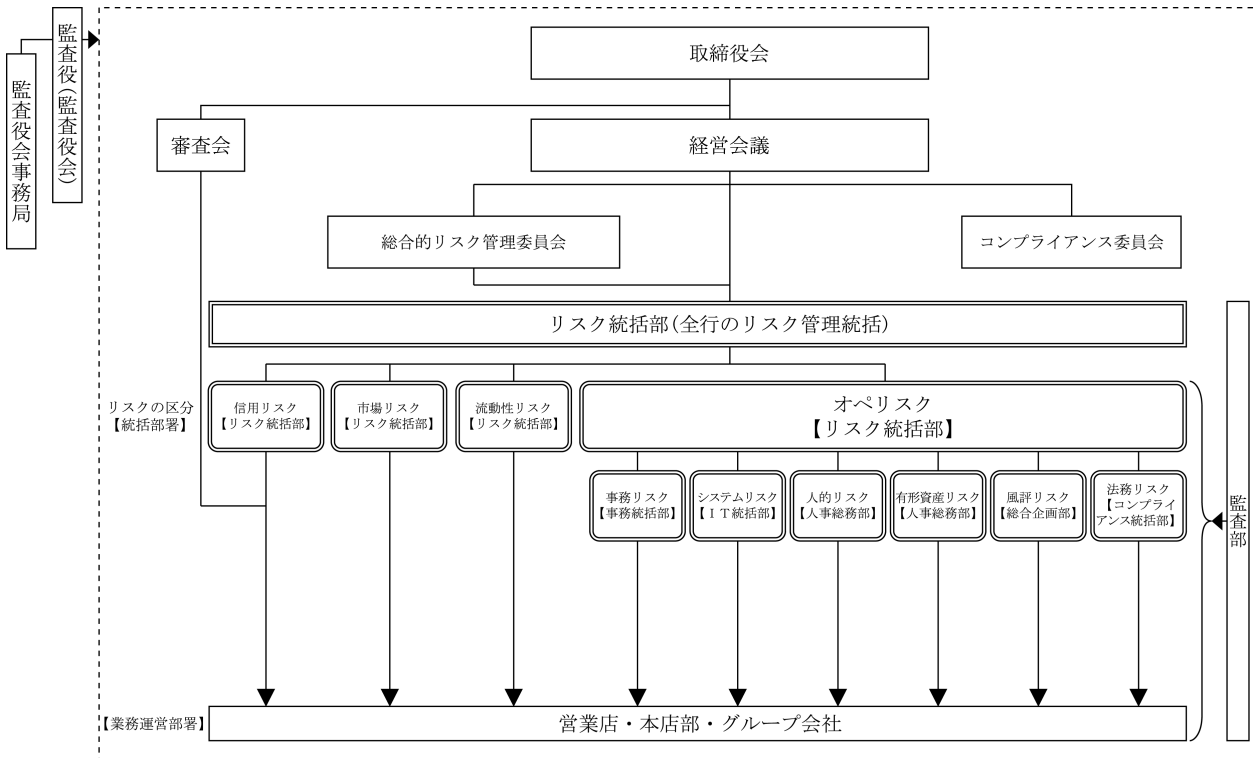 監査役会事務局
監査役（監査役会）
取締役会
審査会
経営会議
総合的リスク管理委員会
コンプライアンス委員会
リスク統括部（全行のリスク管理統括）
リスクの区分
【統括部署】
信用リスク
【リスク統括部】
市場リスク
【リスク統括部】
流動性リスク
【リスク統括部】
オペリスク
【リスク統括部】
事務リスク
【事務統括部】
システムリスク
【ＩＴ統括部】
人的リスク
【人事総務部】
有形資産リスク
【人事総務部】
風評リスク
【総合企画部】
法務リスク
【コンプライ
アンス統括部】
監査部
【業務運営部署】
営業店・本店部・グループ会社